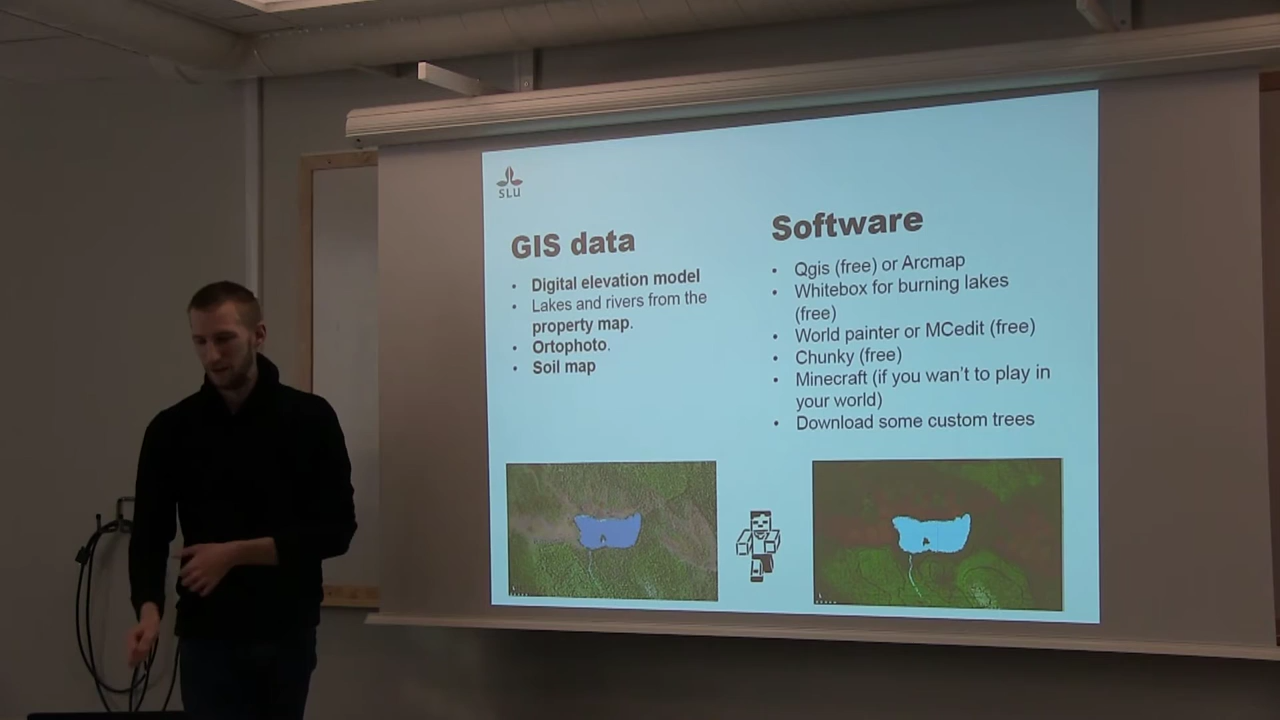 SLU
GIS data
• Digital elevation model
• Lakes and rivers from the
property map.
• Ortophoto.
• Soil map
Software
• Qgis (free) or Arcmap
• Whitebox for burning lakes
(free)
• World painter or MCedit (free)
• Chunky (free)
• Minecraft (if you wan't to play in
your world)
• Download some custom trees